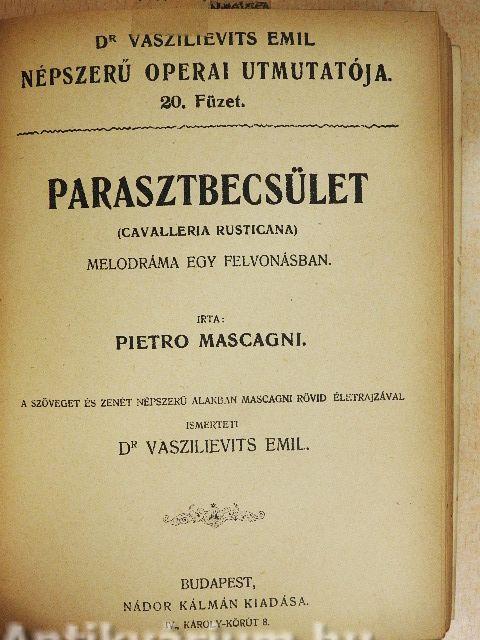 DR VASZILIEVITS EMIL
NÉPSZERŰ OPERAI UTMUTATÓJA.
20. Füzet.
PARASZTBECSÜLET
(CAVALLERIA RUSTICANA)
MELODRÁMA EGY FELVONÁSBAN.
IRTA:
PIETRO MASCAGNI.
A SZÖVEGET ÉS ZENÉT NÉPSZERŰ ALAKBAN MASCAGNI RÖVID ÉLETRAJZÁVAL
ISMERTETI
DR VASZILIEVITS EMIL.
BUDAPEST,
NÁDOR KÁLMÁN KIADÁSA.
IV., KÁROLY-KÖRÚT 8.